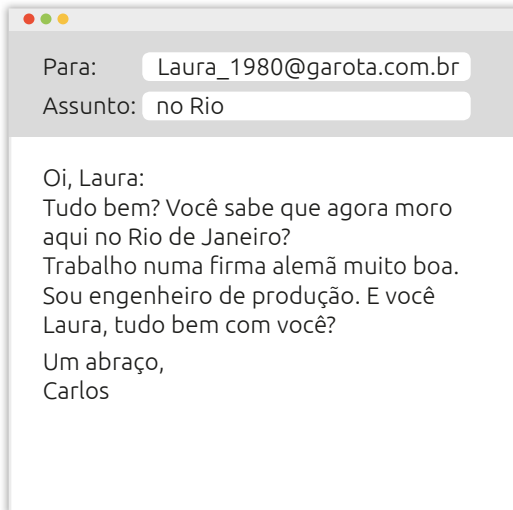 Para: Laura_1980@garota.com.br
Assunto: no Rio
Oi, Laura:
Tudo bem? Você sabe que agora moro
aqui no Rio de Janeiro?
Trabalho numa firma alemã muito boa.
Sou engenheiro de produção. E você
Laura, tudo bem com você?
Um abraço,
Carlos